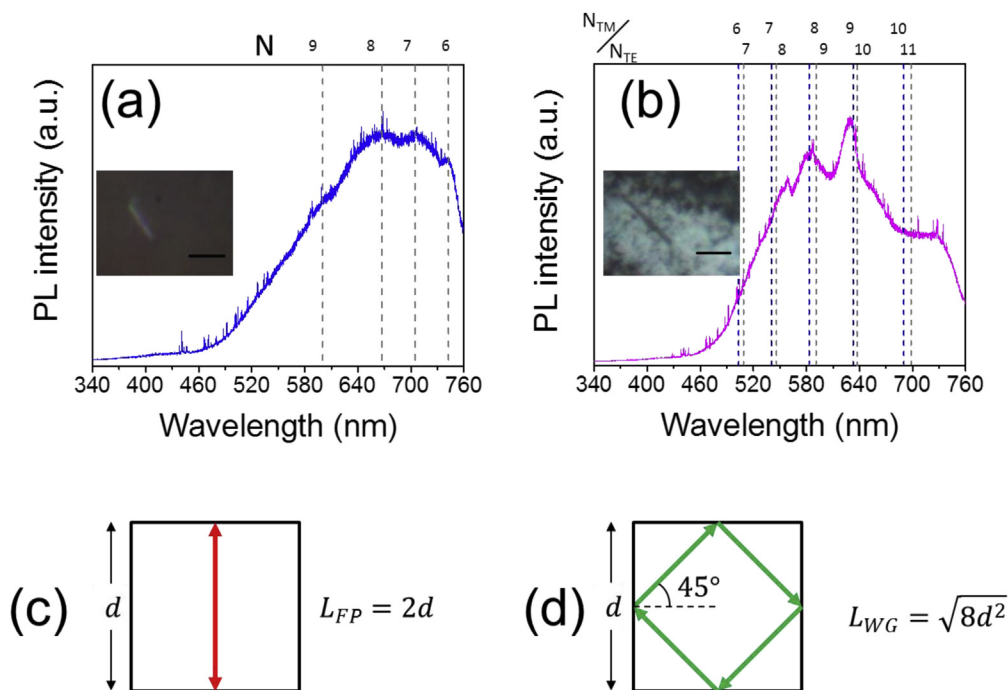 N 9 8 7 6
(a)
PL intensity (a.u.)
340 400 460 520 580 640 700 760
Wavelength (nm)
N_TM / N_TE
6 7 8 9 10
7 8 9 10 11
(b)
PL intensity (a.u.)
340 400 460 520 580 640 700 760
Wavelength (nm)
(c)
d
L_FP = 2d
(d)
d
45°
L_WG = √8d²